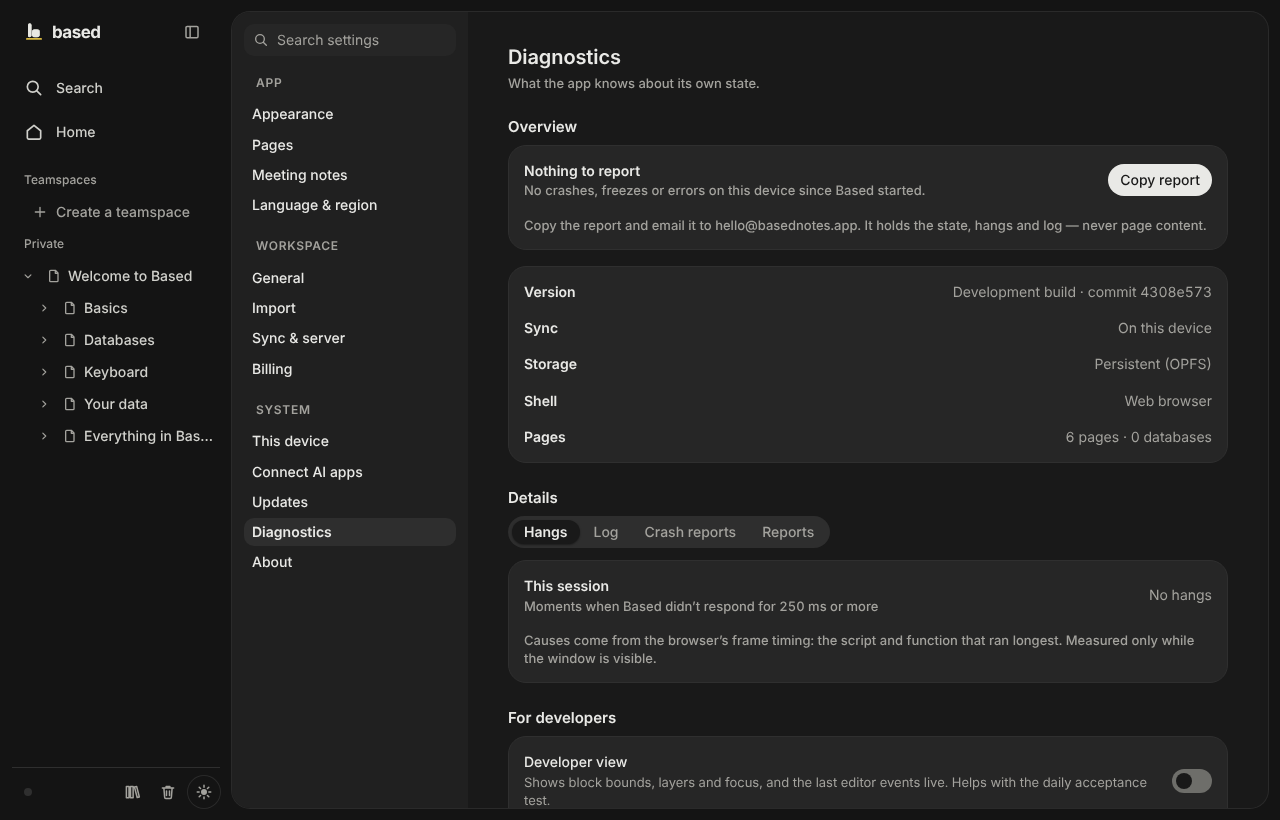 based
Search
Home
Teamspaces
Create a teamspace
Private
Welcome to Based
Basics
Databases
Keyboard
Your data
Everything in Bas...
Search settings
APP
Appearance
Pages
Meeting notes
Language & region
WORKSPACE
General
Import
Sync & server
Billing
SYSTEM
This device
Connect AI apps
Updates
Diagnostics
About
Diagnostics
What the app knows about its own state.
Overview
Nothing to report
No crashes, freezes or errors on this device since Based started.
Copy report
Copy the report and email it to hello@basednotes.app. It holds the state, hangs and log — never page content.
Version Development build · commit 4308e573
Sync On this device
Storage Persistent (OPFS)
Shell Web browser
Pages 6 pages · 0 databases
Details
Hangs Log Crash reports Reports
This session
Moments when Based didn’t respond for 250 ms or more
No hangs
Causes come from the browser’s frame timing: the script and function that ran longest. Measured only while
the window is visible.
For developers
Developer view
Shows block bounds, layers and focus, and the last editor events live. Helps with the daily acceptance
test.